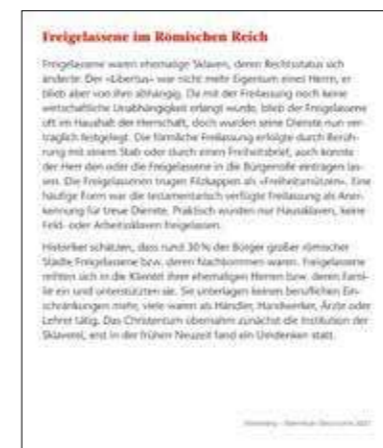 Freigelassene im Römischen Reich
Freigelassene waren ehemalige Sklaven, deren Rechtsstatus sich
änderte. Der «Libertus» war nicht mehr Eigentum eines Herrn, er
blieb aber von ihm abhängig. Da mit der Freilassung noch keine
wirtschaftliche Unabhängigkeit erlangt wurde, blieb der Freigelassene
oft im Haushalt der Herrschaft, doch wurden seine Dienste nun ver-
traglich festgelegt. Die förmliche Freilassung erfolgte durch Berüh-
rung mit einem Stab oder durch einen Freiheitsbrief, auch konnte
der Herr den oder die Freigelassene in die Bürgerrolle eintragen las-
sen. Die Freigelassenen trugen Filzkappen als «Freiheitsmützen». Eine
häufige Form war die testamentarisch verfügte Freilassung als Aner-
kennung für treue Dienste. Praktisch wurden nur Haussklaven, keine
Feld- oder Arbeitssklaven freigelassen.
Historiker schätzen, dass rund 30 % der Bürger großer römischer
Städte Freigelassene bzw. deren Nachkommen waren. Freigelassene
reihten sich in die Klientel ihrer ehemaligen Herren bzw. deren Fami-
lie ein und unterstützten sie. Sie unterlagen keinen beruflichen Ein-
schränkungen mehr, viele waren als Händler, Handwerker, Ärzte oder
Lehrer tätig. Das Christentum übernahm zunächst die Institution der
Sklaverei, erst in der frühen Neuzeit fand ein Umdenken statt.